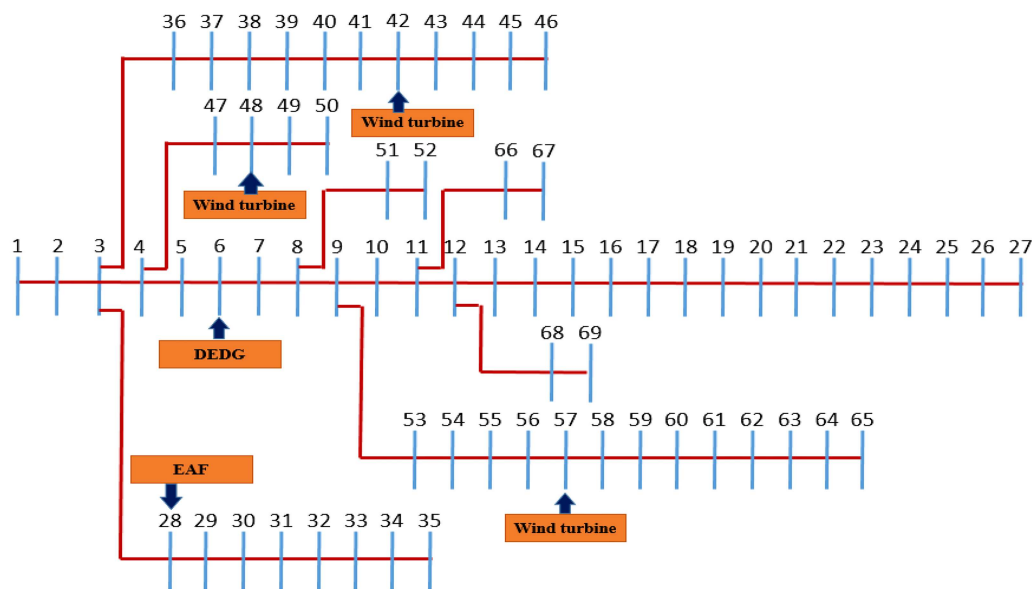 36 37 38 39 40 41 42 43 44 45 46
Wind turbine
47 48 49 50
Wind turbine
51 52 66 67
1 2 3 4 5 6 7 8 9 10 11 12 13 14 15 16 17 18 19 20 21 22 23 24 25 26 27
DEDG
68 69
53 54 55 56 57 58 59 60 61 62 63 64 65
EAF
Wind turbine
28 29 30 31 32 33 34 35